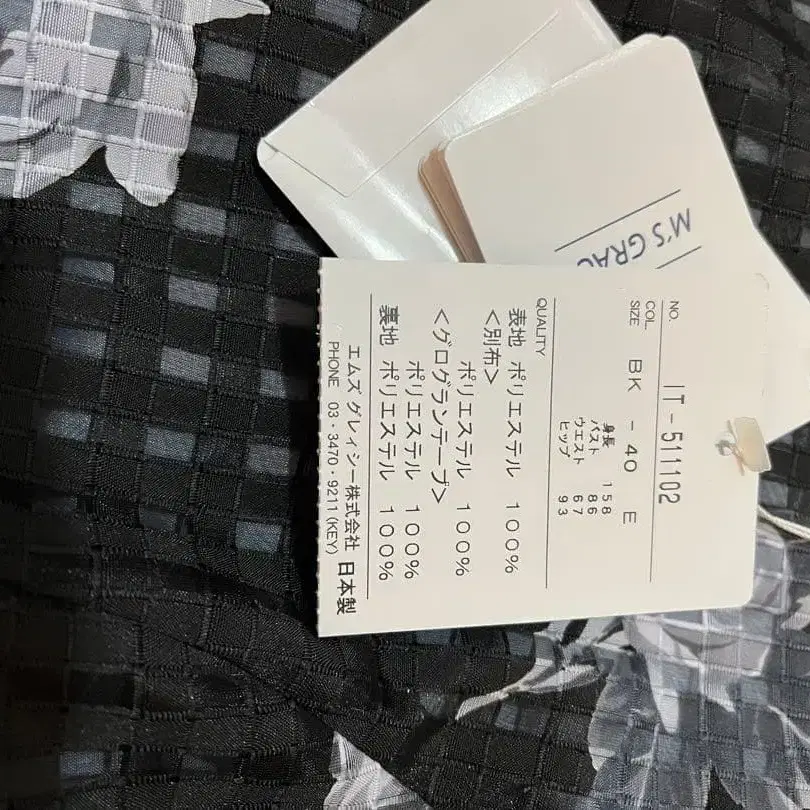 M'S GRAC
NO. IT-511102
COL.
SIZE BK - 40 E
身長 158
バスト 86
ウエスト 67
ヒップ 93
QUALITY
表地 ポリエステル 100%
<別布>
ポリエステル 100%
<グログランテープ>
ポリエステル 100%
裏地 ポリエステル 100%
エムズ グレイシー株式会社 日本製
PHONE 03・3470・9211(KEY)